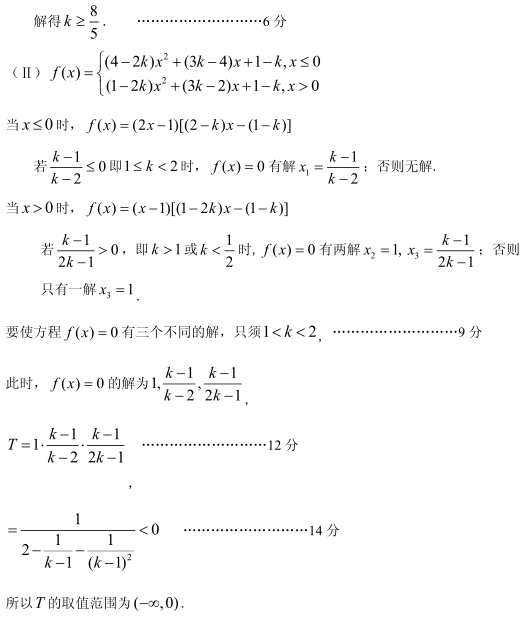 解得 $k \geq \frac{8}{5}$. ………………………6 分
（Ⅱ） $f(x)=\begin{cases}(4-2k)x^2+(3k-4)x+1-k, x \leq 0 \\ (1-2k)x^2+(3k-2)x+1-k, x>0\end{cases}$
当 $x \leq 0$ 时， $f(x)=(2x-1)[(2-k)x-(1-k)]$
若 $\frac{k-1}{k-2} \leq 0$ 即 $1 \leq k<2$ 时， $f(x)=0$ 有解 $x_1=\frac{k-1}{k-2}$；否则无解.
当 $x>0$ 时， $f(x)=(x-1)[(1-2k)x-(1-k)]$
若 $\frac{k-1}{2k-1}>0$，即 $k>1$ 或 $k<\frac{1}{2}$ 时, $f(x)=0$ 有两解 $x_2=1, x_3=\frac{k-1}{2k-1}$；否则
只有一解 $x_3=1$.
要使方程 $f(x)=0$ 有三个不同的解，只须 $1<k<2$, ………………………9 分
此时， $f(x)=0$ 的解为 $1, \frac{k-1}{k-2}, \frac{k-1}{2k-1}$,
$T=1 \cdot \frac{k-1}{k-2} \cdot \frac{k-1}{2k-1}$ ………………………12 分
，
$=\frac{1}{2-\frac{1}{k-1}-\frac{1}{(k-1)^2}}<0$ ………………………14 分
所以 $T$ 的取值范围为 $(-\infty,0)$.